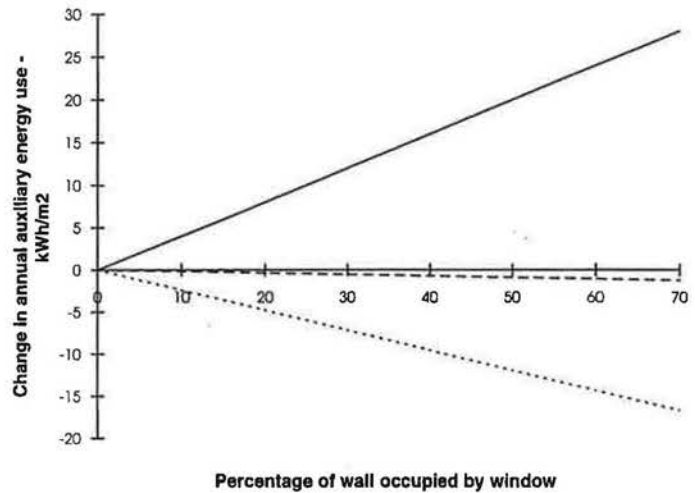 Change in annual auxiliary energy use -
kWh/m2
30
25
20
15
10
5
0
-5
-10
-15
-20
0 10 20 30 40 50 60 70
Percentage of wall occupied by window